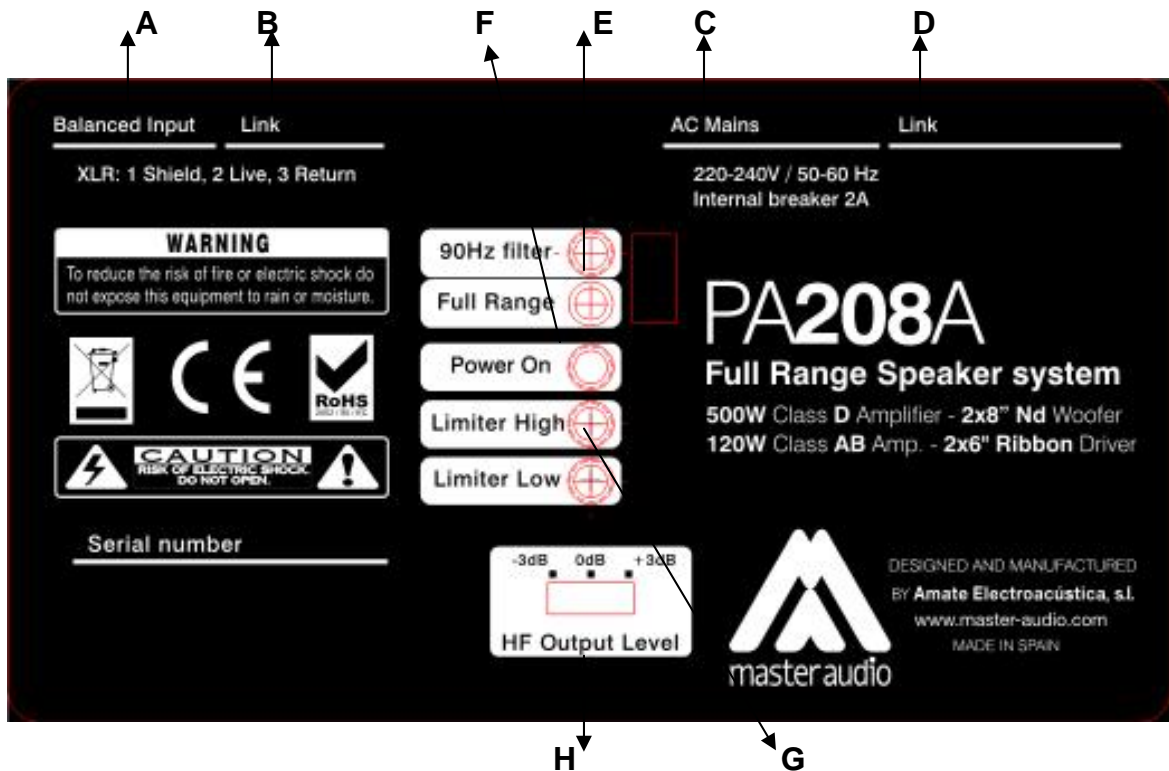 A B F E C D
Balanced Input Link AC Mains Link
XLR: 1 Shield, 2 Live, 3 Return
220-240V / 50-60 Hz
Internal breaker 2A
WARNING
To reduce the risk of fire or electric shock do
not expose this equipment to rain or moisture.
RoHS
CAUTION
RISK OF ELECTRIC SHOCK.
DO NOT OPEN.
Serial number
90Hz filter
Full Range
Power On
Limiter High
Limiter Low
-3dB 0dB +3dB
HF Output Level
PA208A
Full Range Speaker system
500W Class D Amplifier - 2x8” Nd Woofer
120W Class AB Amp. - 2x6" Ribbon Driver
master audio
DESIGNED AND MANUFACTURED
BY Amate Electroacústica, s.l.
www.master-audio.com
MADE IN SPAIN
H G